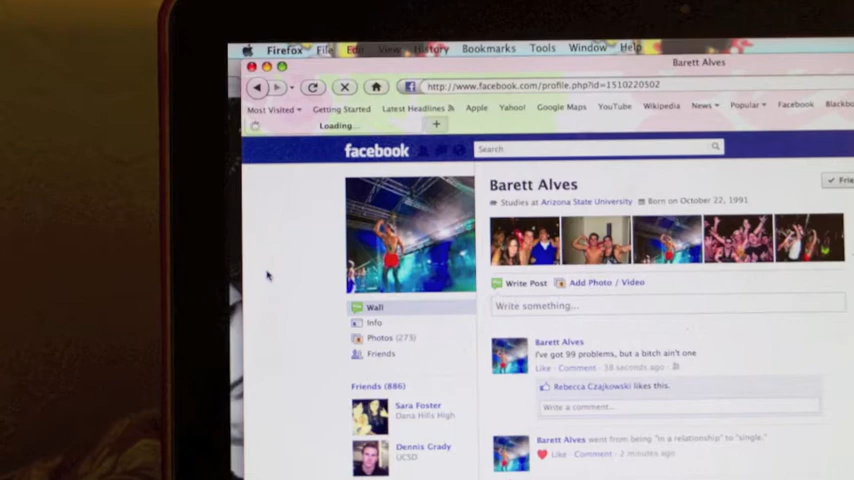 Firefox File Edit View History Bookmarks Tools Window Help
Barett Alves
http://www.facebook.com/profile.php?id=1510220502
Most Visited Getting Started Latest Headlines Apple Yahoo! Google Maps YouTube Wikipedia News Popular Facebook Blackbo
Loading...
+
facebook Search
Barett Alves
Studies at Arizona State University Born on October 22, 1991
Write Post Add Photo / Video
Write something...
Wall
Info
Photos (273)
Friends
Friends (886)
Sara Foster
Dana Hills High
Dennis Grady
UCSD
Barett Alves
I've got 99 problems, but a bitch ain't one
Like · Comment · 38 seconds ago ·
Rebecca Czajkowski likes this.
Write a comment...
Barett Alves went from being "in a relationship" to "single."
Like · Comment · 2 minutes ago ·